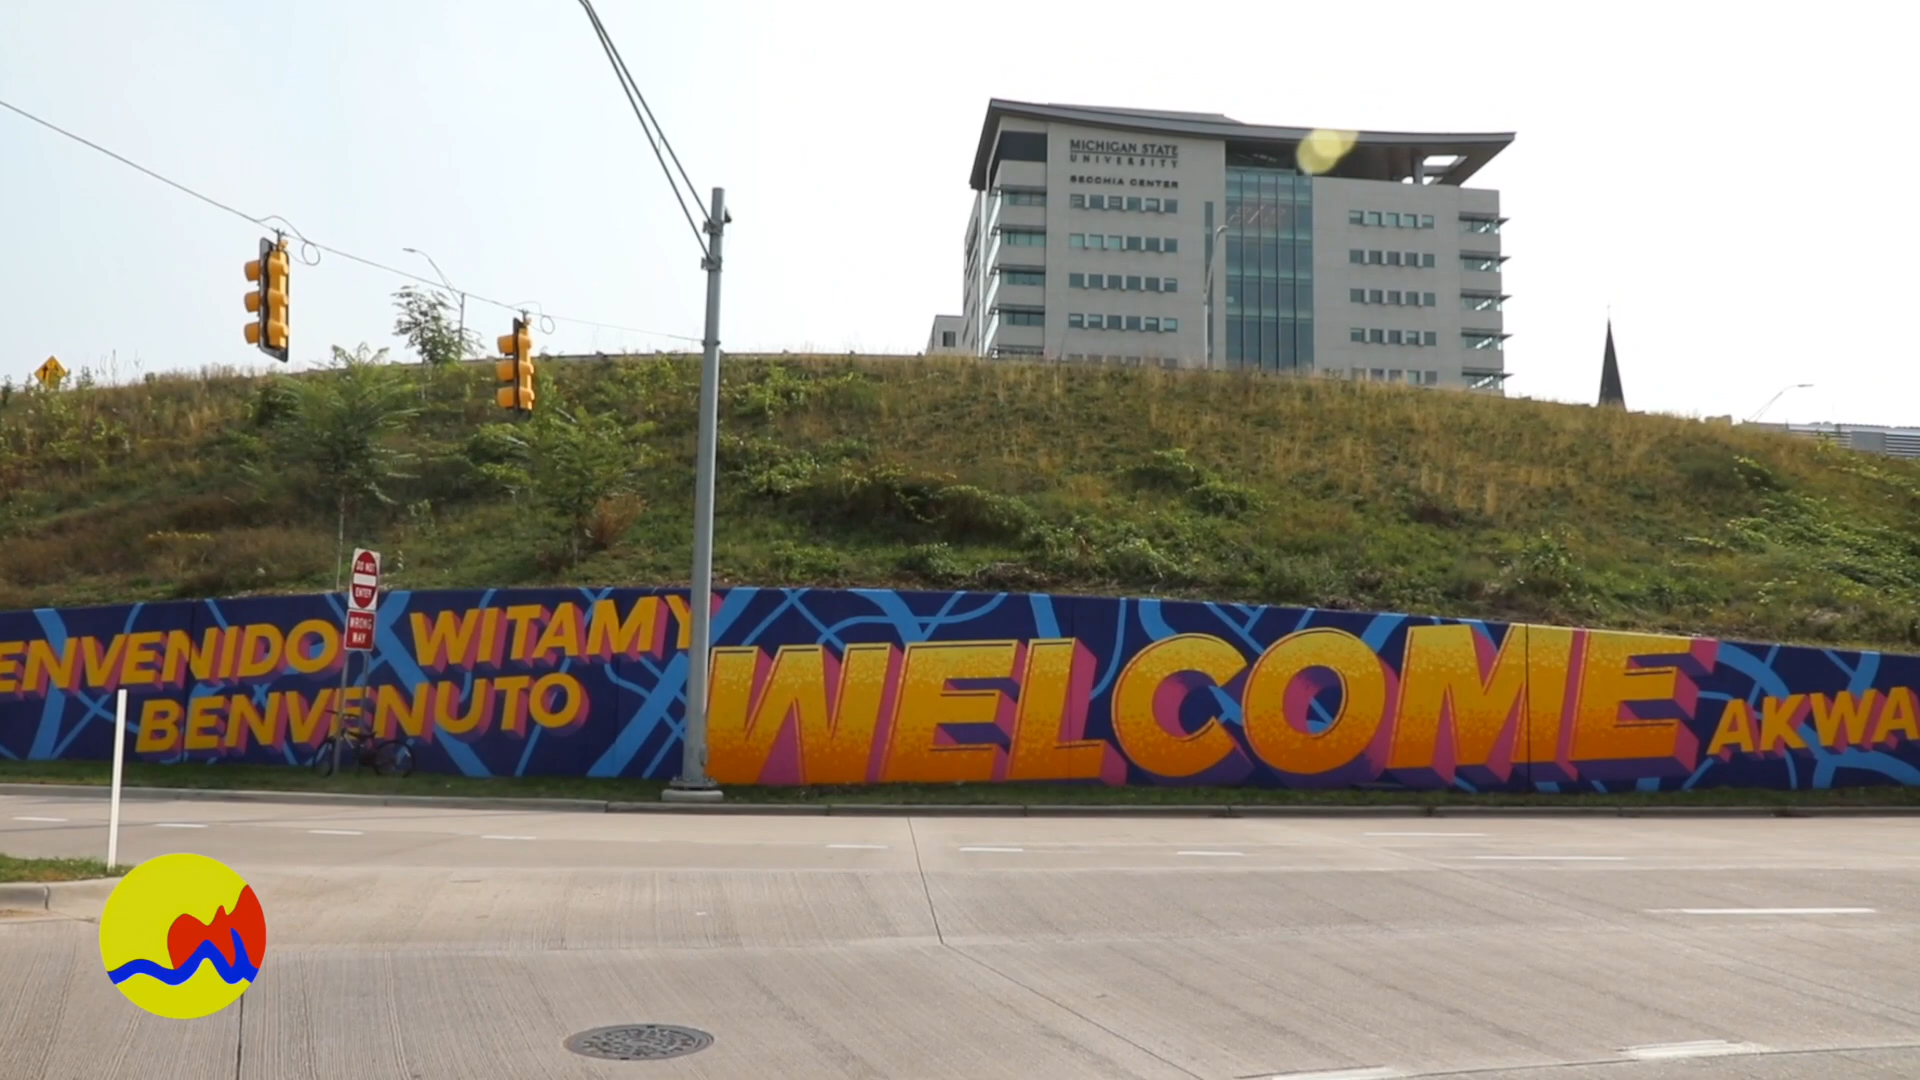 MICHIGAN STATE
UNIVERSITY
SECCHIA CENTER
DO NOT
ENTER
WRONG
WAY
ENVENIDO
WITAMY
BENVENUTO
WELCOME
AKWA